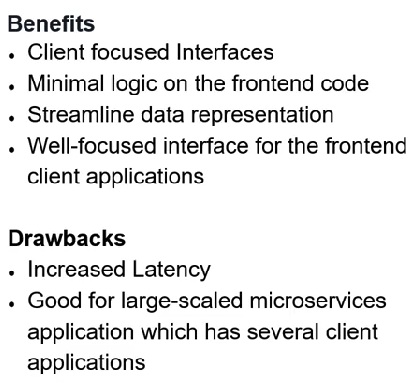 Benefits
• Client focused Interfaces
• Minimal logic on the frontend code
• Streamline data representation
• Well-focused interface for the frontend
client applications
Drawbacks
• Increased Latency
• Good for large-scaled microservices
application which has several client
applications